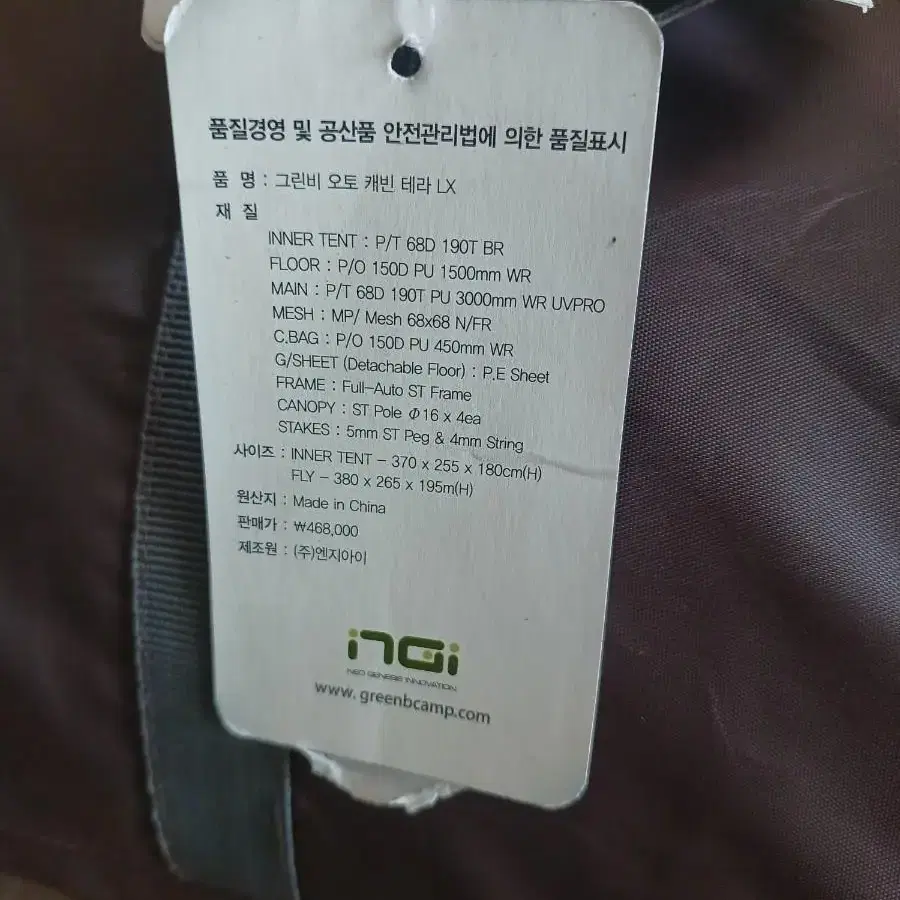 품질경영 및 공산품 안전관리법에 의한 품질표시
품 명 : 그린비 오토 캐빈 테라 LX
재 질
INNER TENT : P/T 68D 190T BR
FLOOR : P/O 150D PU 1500mm WR
MAIN : P/T 68D 190T PU 3000mm WR UVPRO
MESH : MP/ Mesh 68x68 N/FR
C.BAG : P/O 150D PU 450mm WR
G/SHEET (Detachable Floor) : P.E Sheet
FRAME : Full-Auto ST Frame
CANOPY : ST Pole Φ16 x 4ea
STAKES : 5mm ST Peg & 4mm String
사이즈 : INNER TENT - 370 x 255 x 180cm(H)
FLY - 380 x 265 x 195m(H)
원산지 : Made in China
판매가 : ₩468,000
제조원 : (주)엔지아이
inGi
NEO GENESIS INNOVATION
www.greenbcamp.com